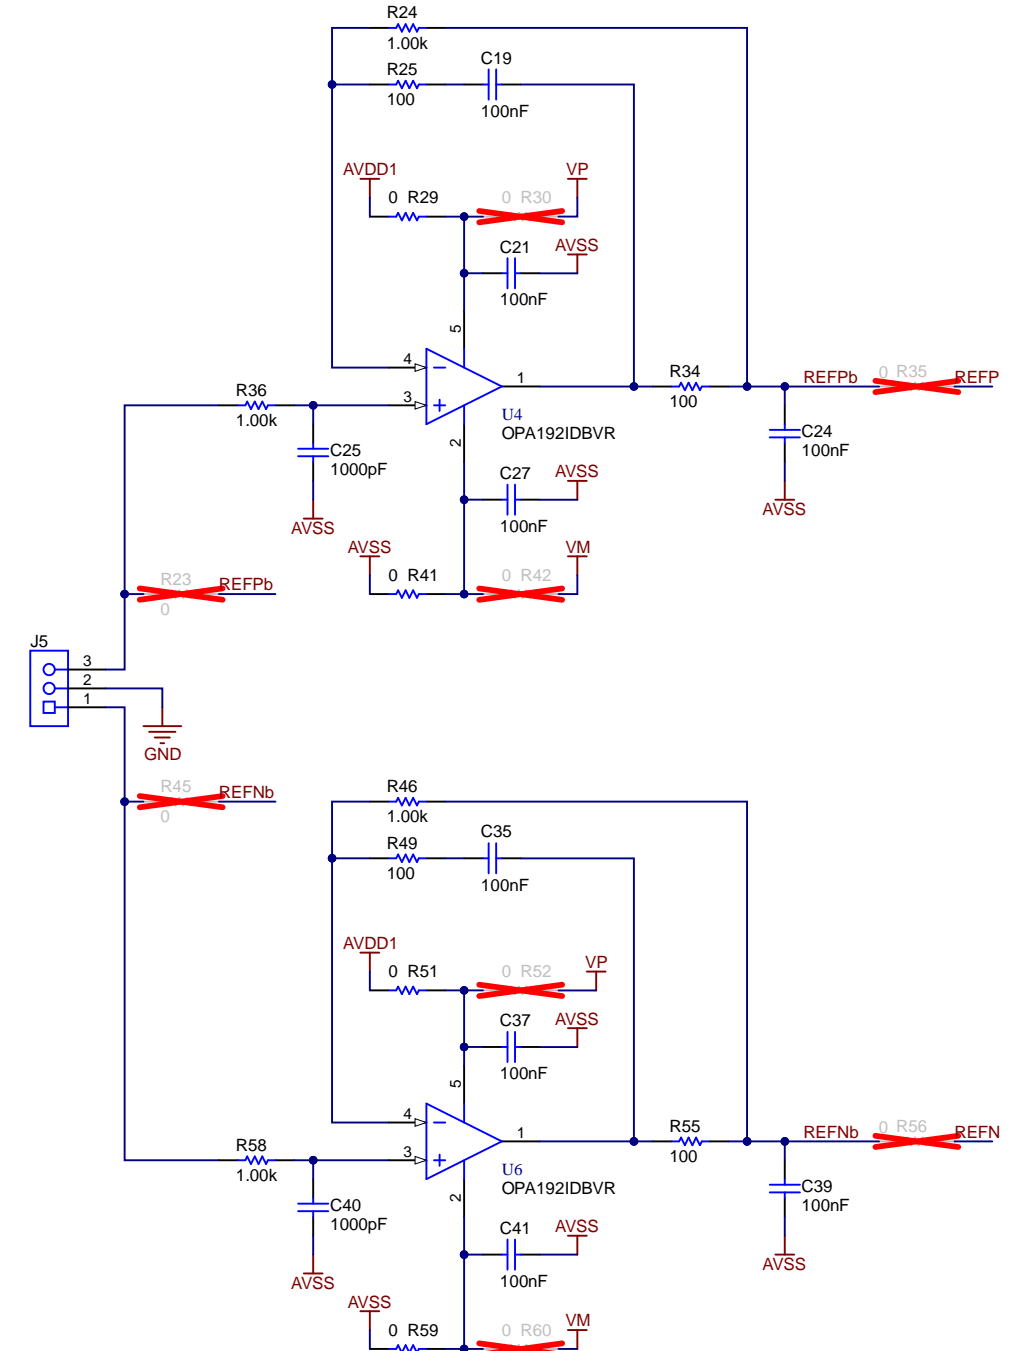 R24
1.00k
R25
100
C19
100nF
AVDD1
0 R29
0 R30
VP
C21
100nF
AVSS
5
4
3
1
2
U4
OPA192IDBVR
R36
1.00k
C25
1000pF
AVSS
R34
100
REFPb
0 R35
REFP
C24
100nF
AVSS
C27
100nF
AVSS
AVSS
0 R41
0 R42
VM
R23
0
REFPb
J5
3
2
1
GND
R45
0
REFNb
R46
1.00k
R49
100
C35
100nF
AVDD1
0 R51
0 R52
VP
C37
100nF
AVSS
5
4
3
1
2
U6
OPA192IDBVR
R58
1.00k
C40
1000pF
AVSS
R55
100
REFNb
0 R56
REFN
C39
100nF
AVSS
C41
100nF
AVSS
AVSS
0 R59
0 R60
VM